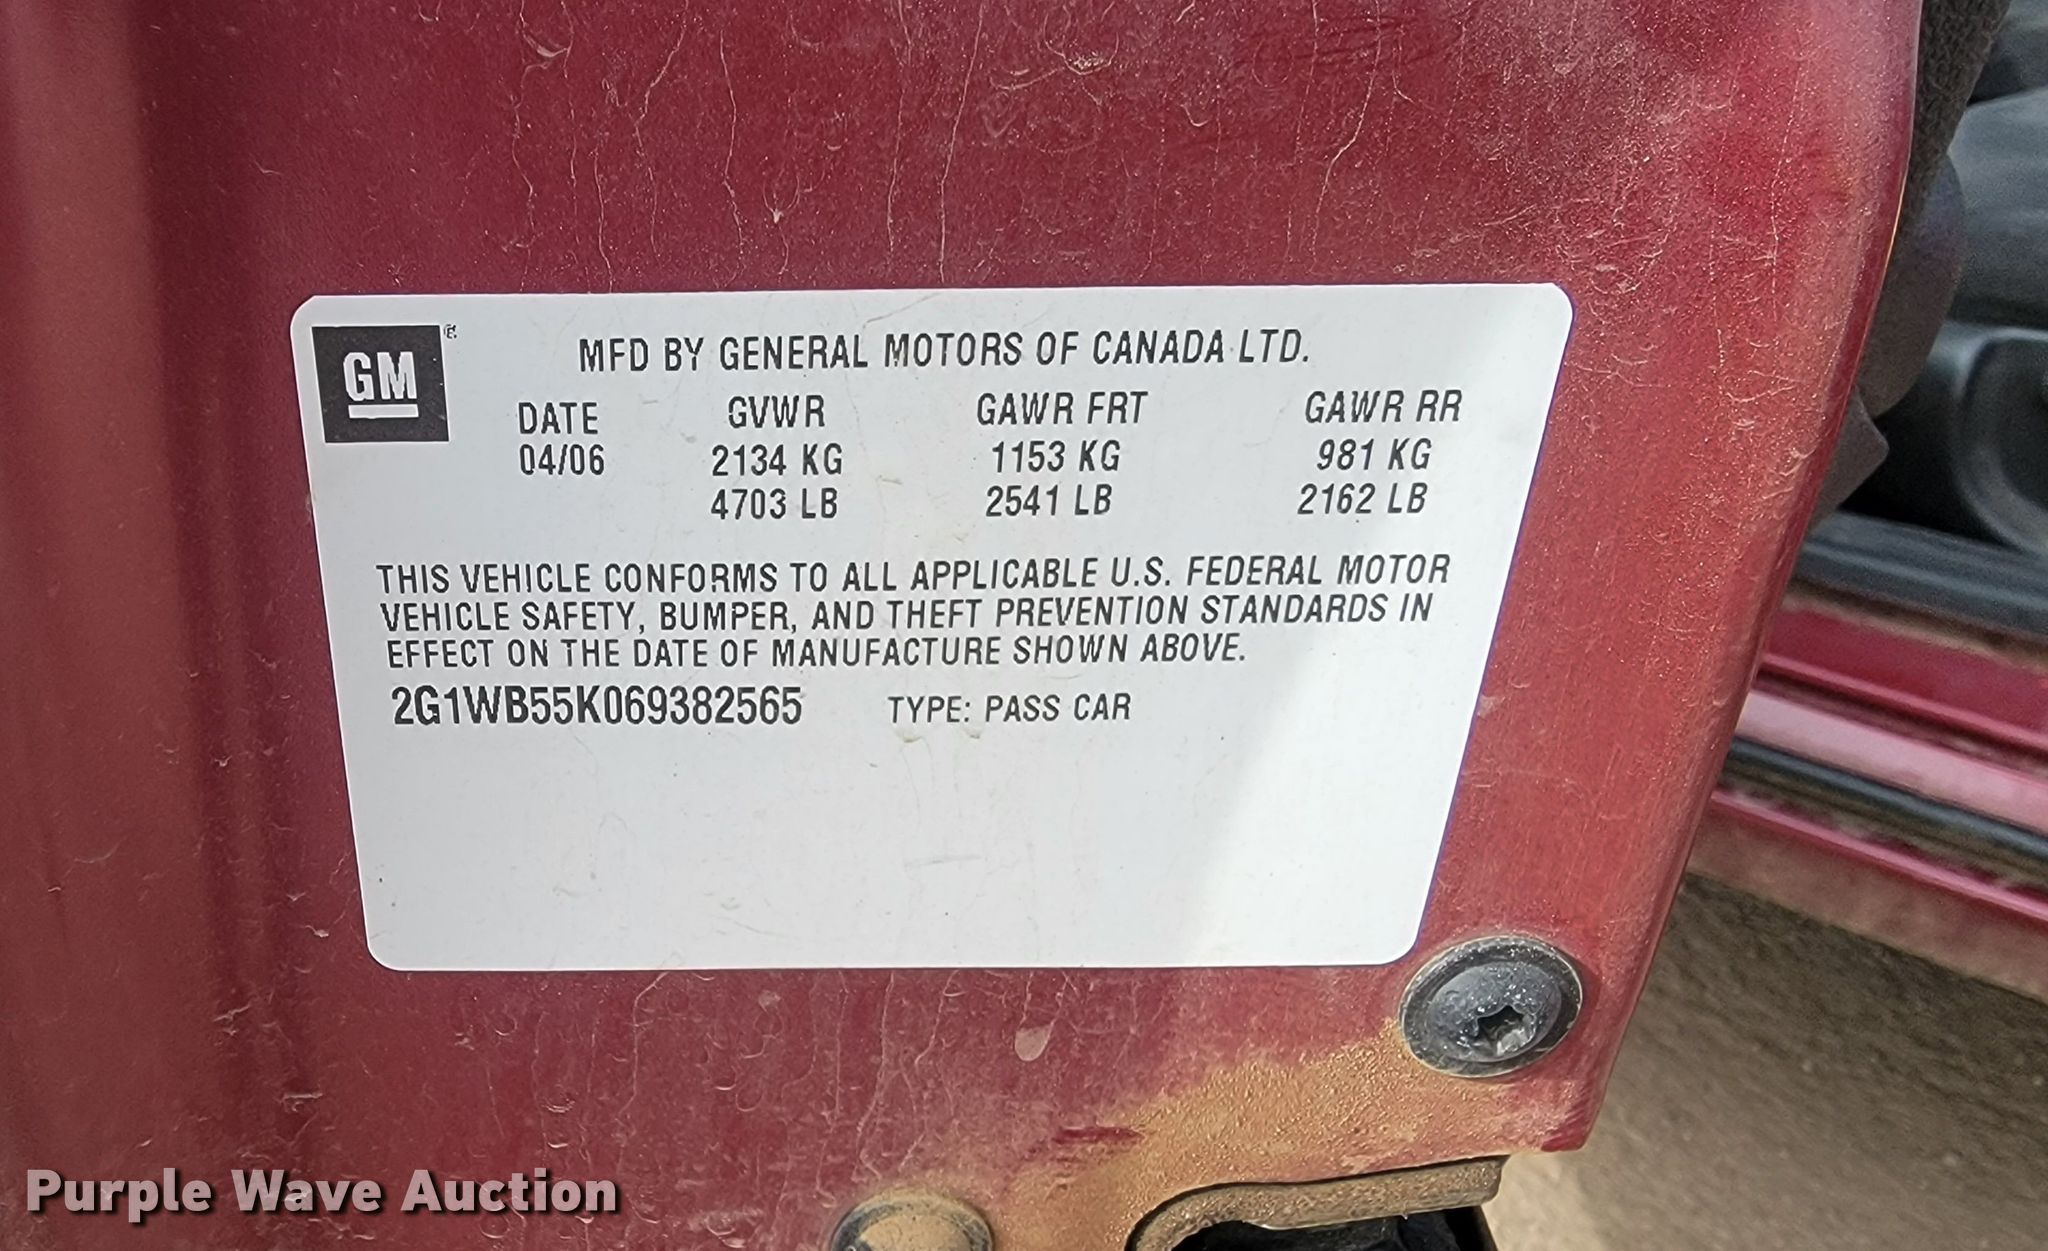 GM
MFD BY GENERAL MOTORS OF CANADA LTD.
DATE GVWR GAWR FRT GAWR RR
04/06 2134 KG 1153 KG 981 KG
4703 LB 2541 LB 2162 LB
THIS VEHICLE CONFORMS TO ALL APPLICABLE U.S. FEDERAL MOTOR
VEHICLE SAFETY, BUMPER, AND THEFT PREVENTION STANDARDS IN
EFFECT ON THE DATE OF MANUFACTURE SHOWN ABOVE.
2G1WB55K069382565 TYPE: PASS CAR
Purple Wave Auction